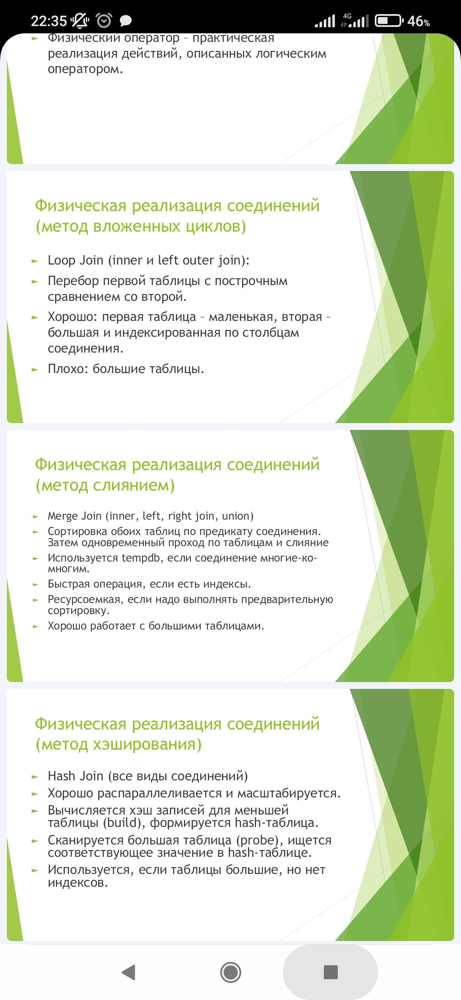 22:35
4G
46%
Физический оператор – практическая
реализация действий, описанных логическим
оператором.
Физическая реализация соединений
(метод вложенных циклов)
► Loop Join (inner и left outer join):
► Перебор первой таблицы с построчным
сравнением со второй.
► Хорошо: первая таблица – маленькая, вторая –
большая и индексированная по столбцам
соединения.
► Плохо: большие таблицы.
Физическая реализация соединений
(метод слиянием)
► Merge Join (inner, left, right join, union)
► Сортировка обоих таблиц по предикату соединения.
Затем одновременный проход по таблицам и слияние
► Используется tempdb, если соединение многие-ко-
многим.
► Быстрая операция, если есть индексы.
► Ресурсоемкая, если надо выполнять предварительную
сортировку.
► Хорошо работает с большими таблицами.
Физическая реализация соединений
(метод хэширования)
► Hash Join (все виды соединений)
► Хорошо распараллеливается и масштабируется.
► Вычисляется хэш записей для меньшей
таблицы (build), формируется hash-таблица.
► Сканируется большая таблица (probe), ищется
соответствующее значение в hash-таблице.
► Используется, если таблицы большие, но нет
индексов.